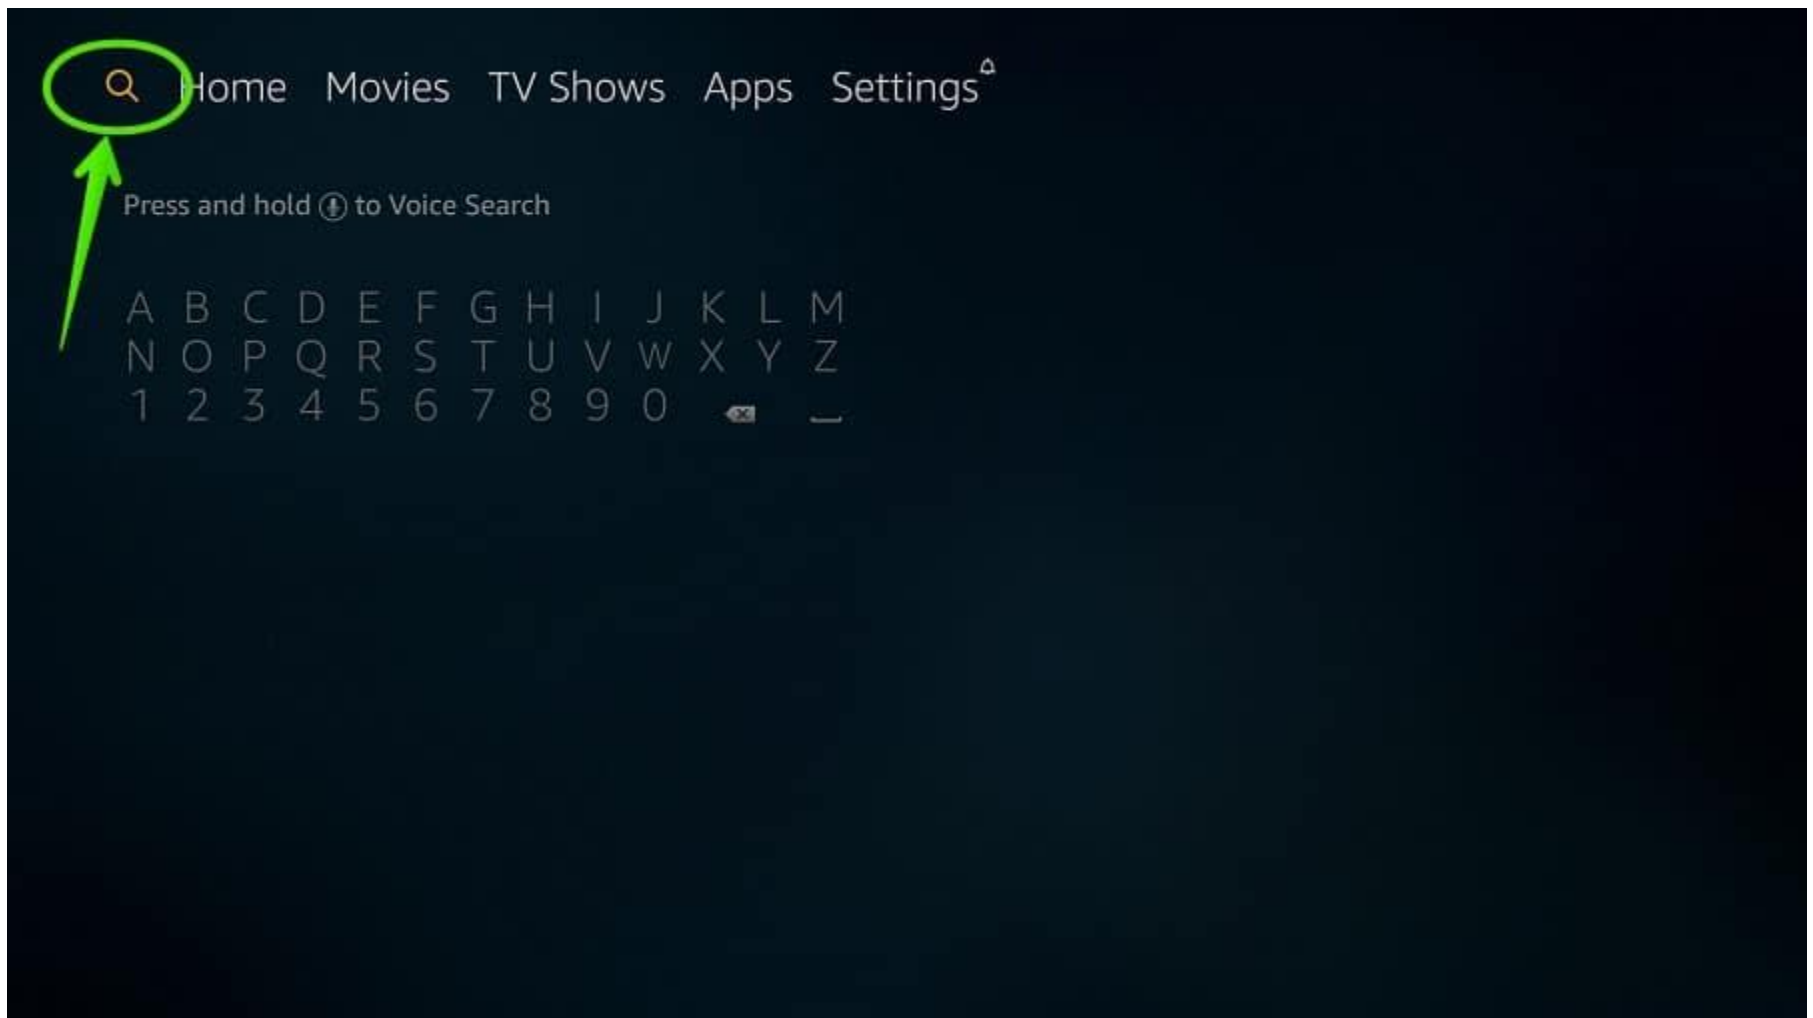 Home Movies TV Shows Apps Settings
Press and hold to Voice Search
A B C D E F G H I J K L M
N O P Q R S T U V W X Y Z
1 2 3 4 5 6 7 8 9 0